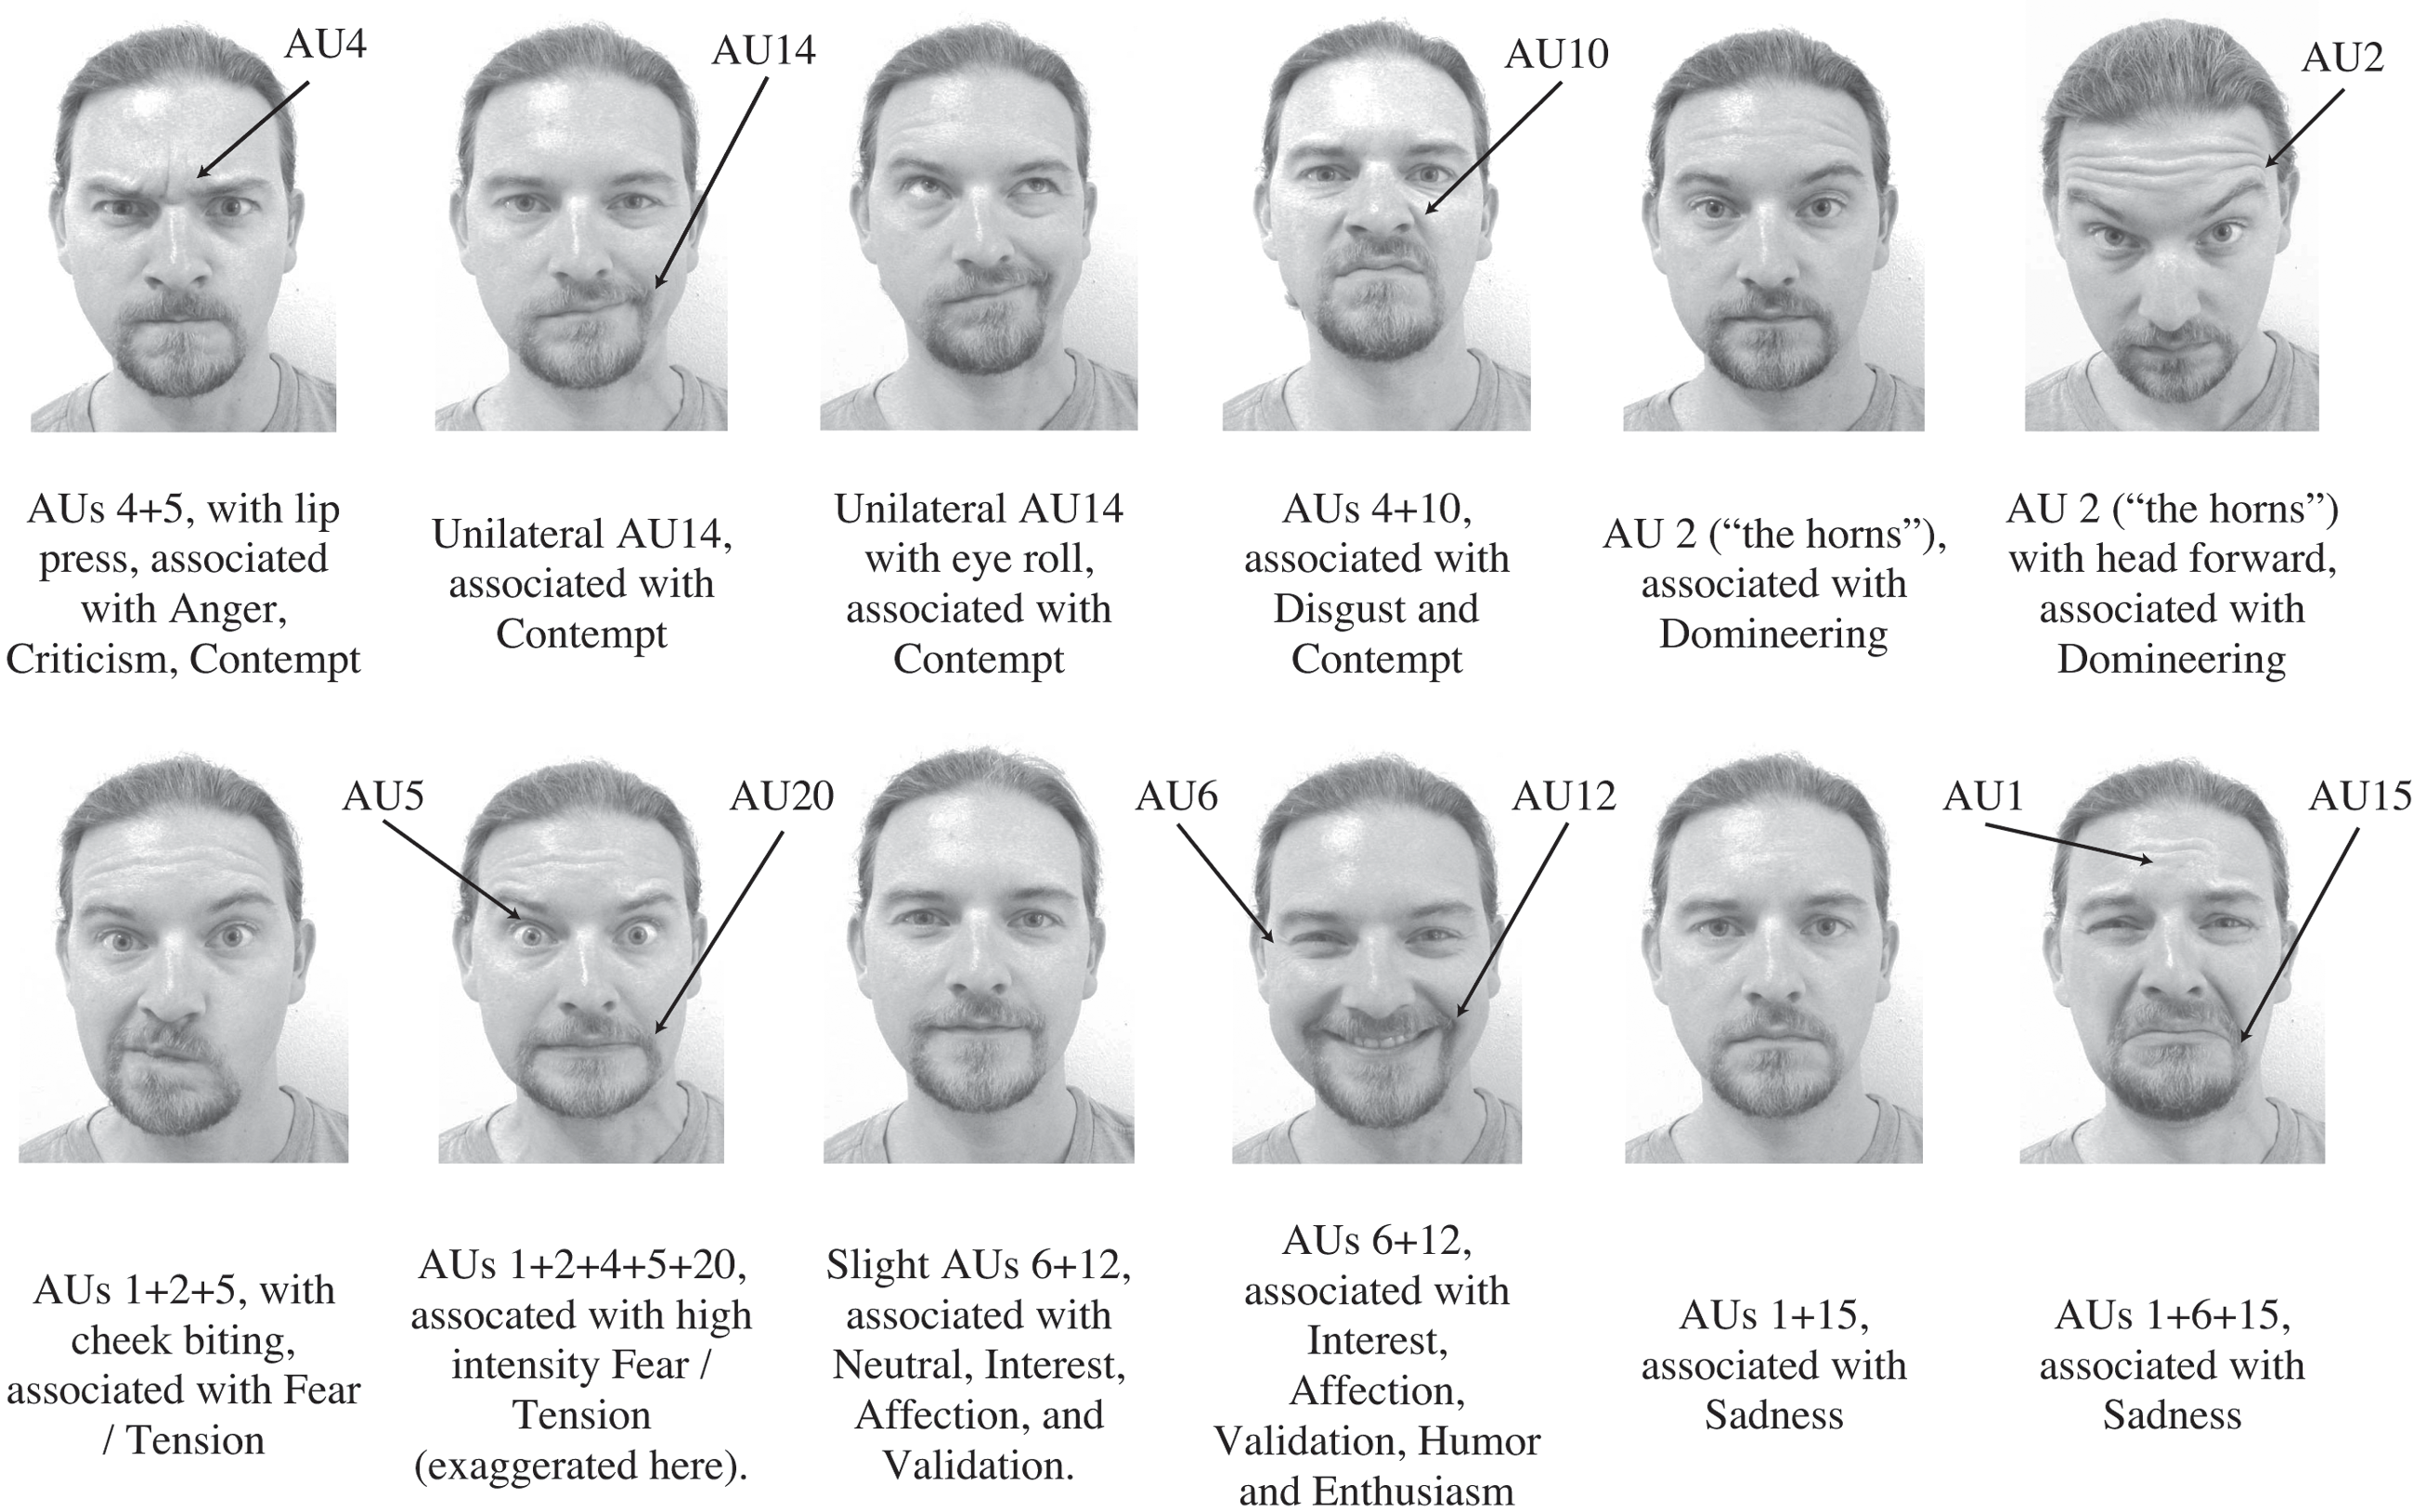 AU4
AU14
AU10
AU2
AUs 4+5, with lip
press, associated
with Anger,
Criticism, Contempt
Unilateral AU14,
associated with
Contempt
Unilateral AU14
with eye roll,
associated with
Contempt
AUs 4+10,
associated with
Disgust and
Contempt
AU 2 (“the horns”),
associated with
Domineering
AU 2 (“the horns”)
with head forward,
associated with
Domineering
AU5
AU20
AU6
AU12
AU1
AU15
AUs 1+2+5, with
cheek biting,
associated with Fear
/ Tension
AUs 1+2+4+5+20,
assocated with high
intensity Fear /
Tension
(exaggerated here).
Slight AUs 6+12,
associated with
Neutral, Interest,
Affection, and
Validation.
AUs 6+12,
associated with
Interest,
Affection,
Validation, Humor
and Enthusiasm
AUs 1+15,
associated with
Sadness
AUs 1+6+15,
associated with
Sadness